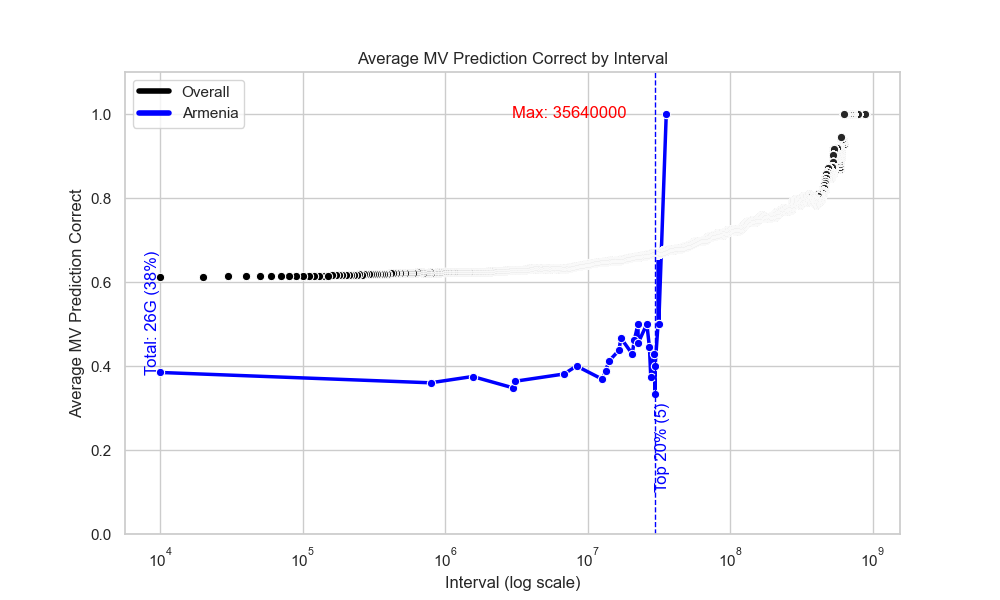 Average MV Prediction Correct by Interval
Overall
Armenia
Max: 35640000
Average MV Prediction Correct
1.0
0.8
0.6
0.4
0.2
0.0
Total: 26G (38%)
Top 20% (5)
10^4
10^5
10^6
10^7
10^8
10^9
Interval (log scale)